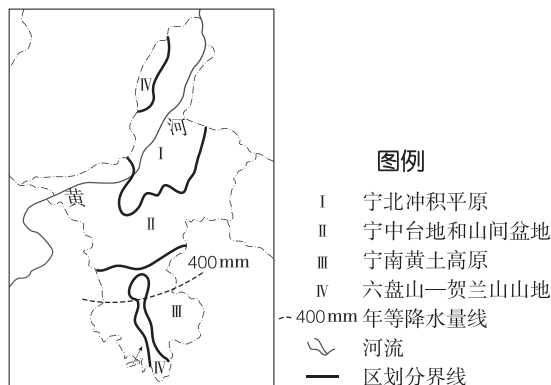 Ⅳ
河
Ⅰ
黄
Ⅱ
400mm
Ⅲ
Ⅳ
图例
Ⅰ 宁北冲积平原
Ⅱ 宁中台地和山间盆地
Ⅲ 宁南黄土高原
Ⅳ 六盘山—贺兰山山地
400mm 年等降水量线
河流
区划分界线